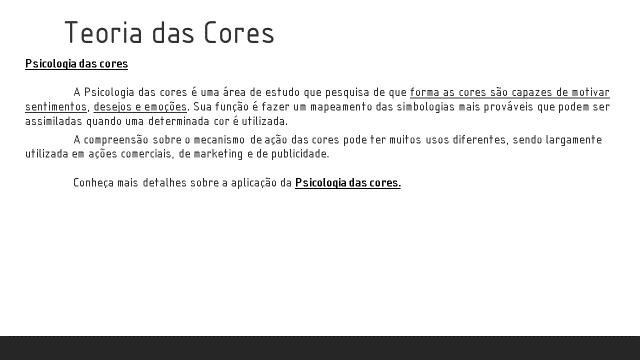 Teoria das Cores
Psicologia das cores
A Psicologia das cores é uma área de estudo que pesquisa de que forma as cores são capazes de motivar
sentimentos, desejos e emoções. Sua função é fazer um mapeamento das simbologias mais prováveis que podem ser
assimiladas quando uma determinada cor é utilizada.
A compreensão sobre o mecanismo de ação das cores pode ter muitos usos diferentes, sendo largamente
utilizada em ações comerciais, de marketing e de publicidade.
Conheça mais detalhes sobre a aplicação da Psicologia das cores.